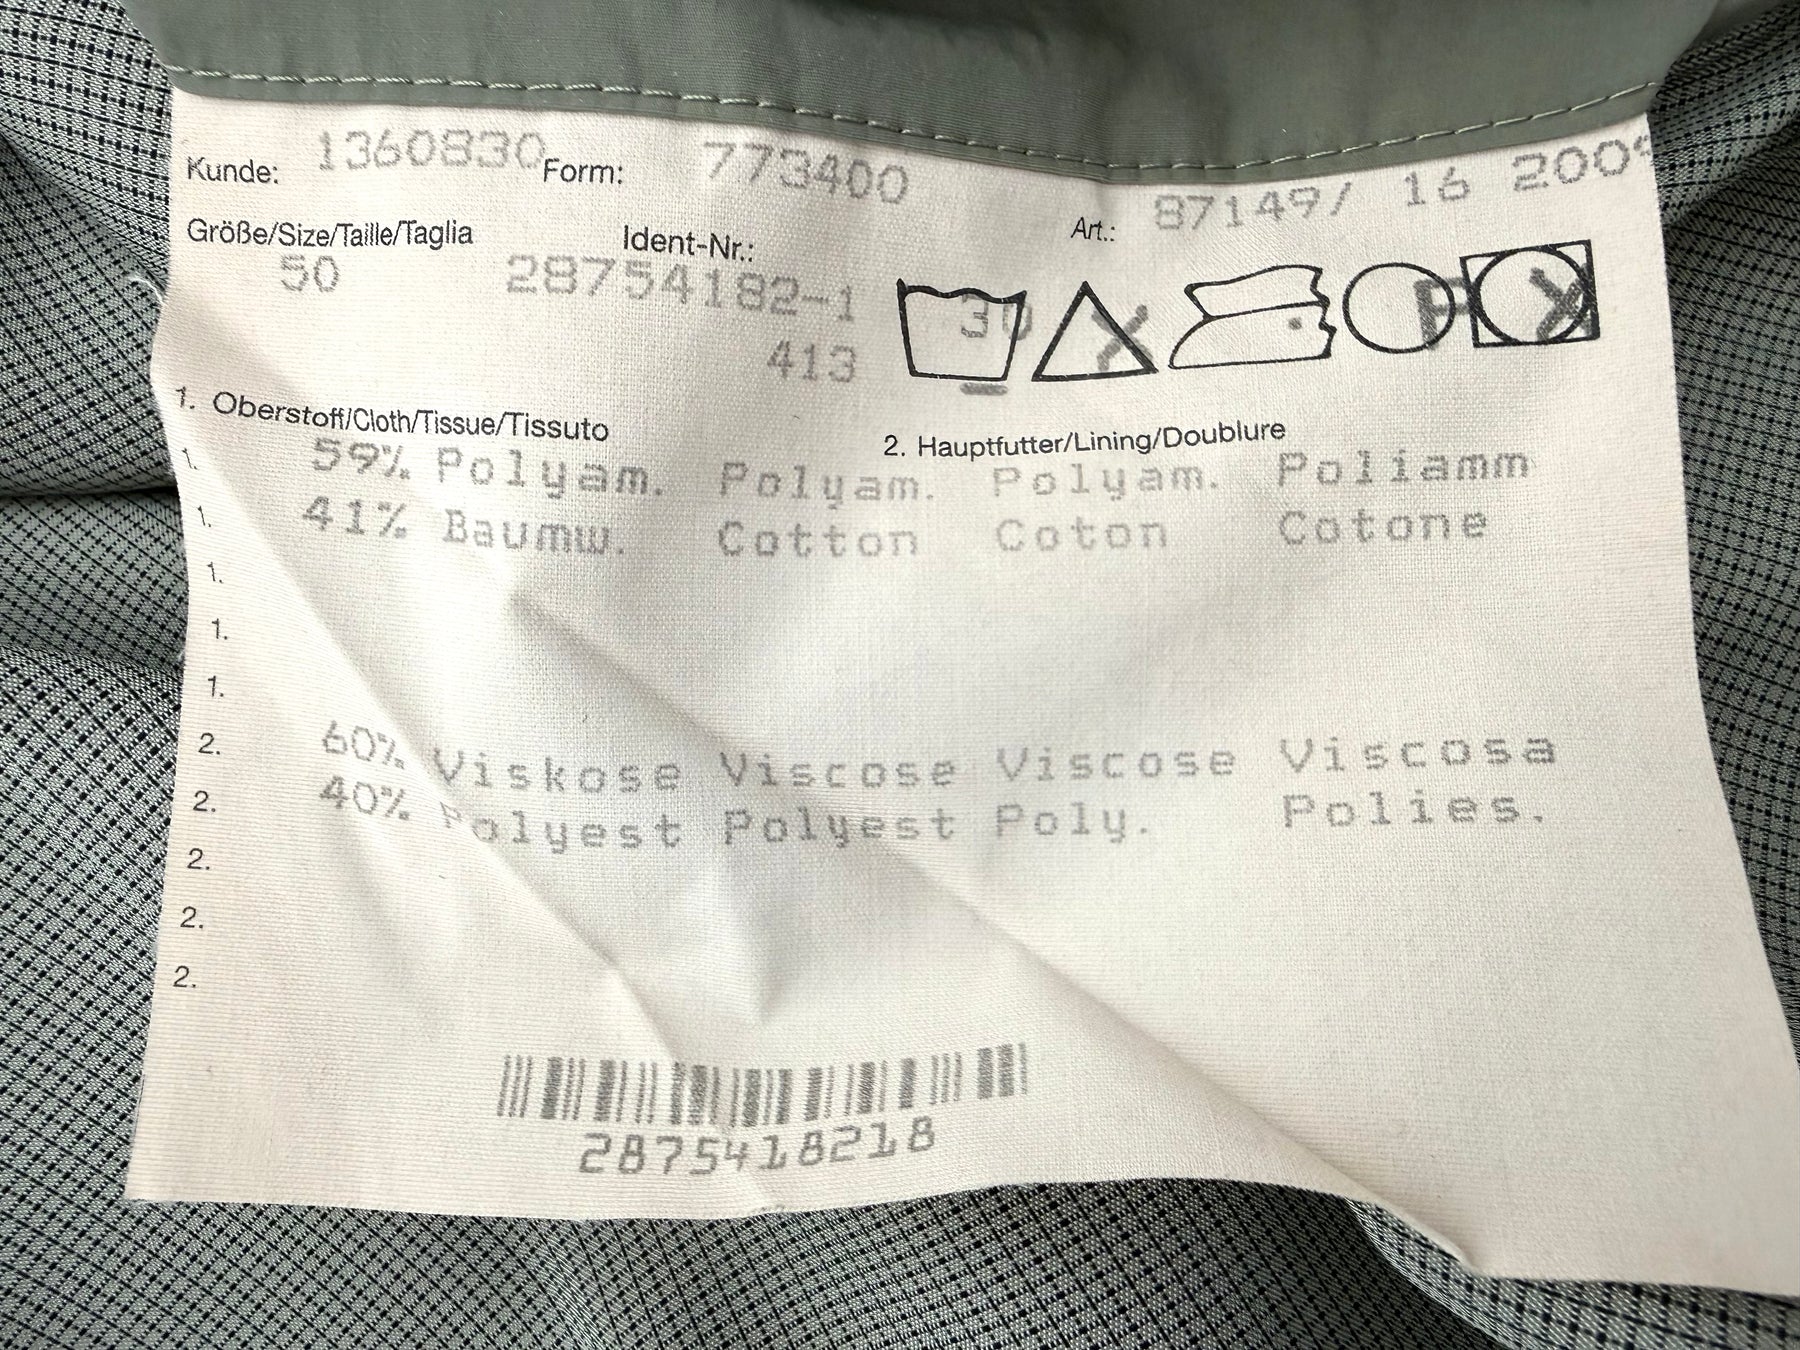 Kunde: 1360830 Form: 773400 Art.: 87149/ 16 200
Größe/Size/Taille/Taglia Ident-Nr.:
50 28754182-1
413
30 P
1. Oberstoff/Cloth/Tissue/Tissuto 2. Hauptfutter/Lining/Doublure
1. 59% Polyam. Polyam. Polyam. Poliamm
1. 41% Baumw. Cotton Coton Cotone
1.
1.
1.
2. 60% Viskose Viscose Viscose Viscosa
2. 40% Polyest Polyest Poly. Polies.
2.
2.
2.
2875418218